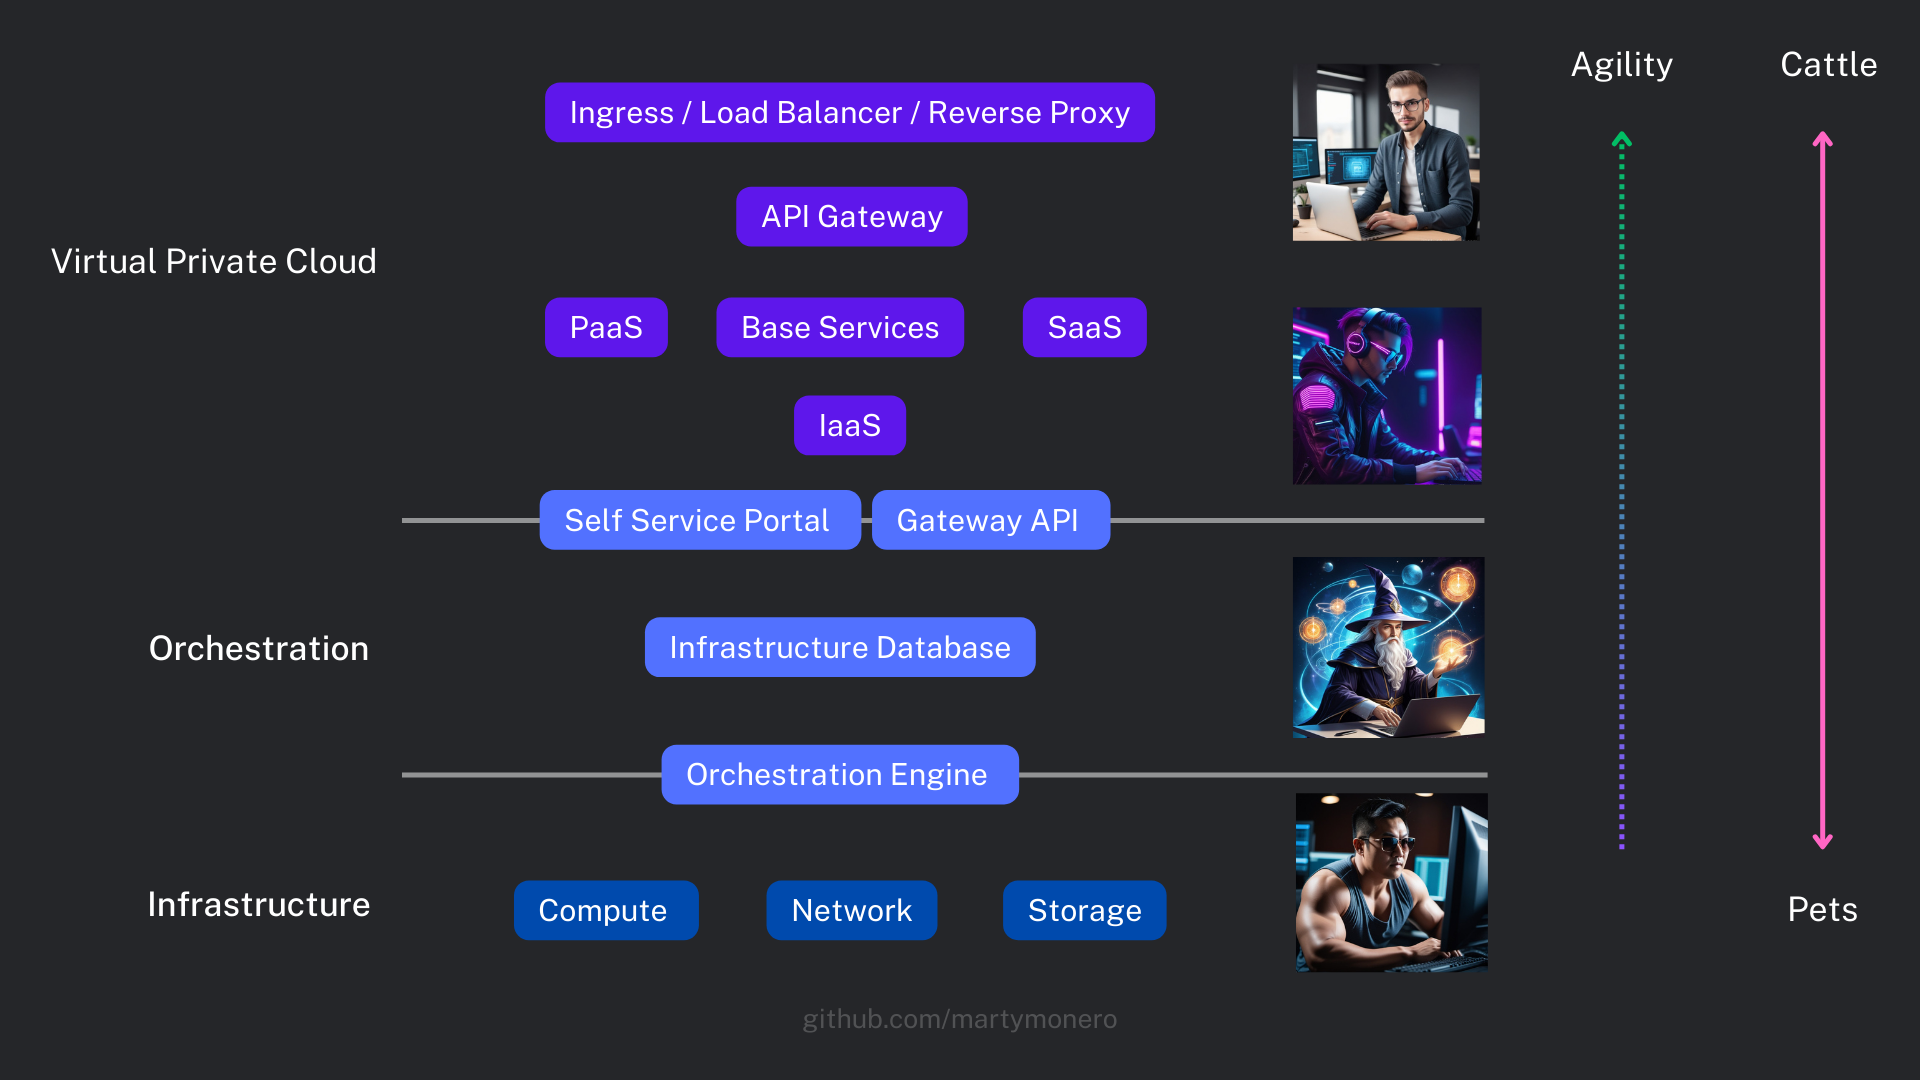 Agility
Cattle
Ingress / Load Balancer / Reverse Proxy
API Gateway
Virtual Private Cloud
PaaS
Base Services
SaaS
IaaS
Self Service Portal
Gateway API
Orchestration
Infrastructure Database
Orchestration Engine
Infrastructure
Compute
Network
Storage
Pets
github.com/martymonero